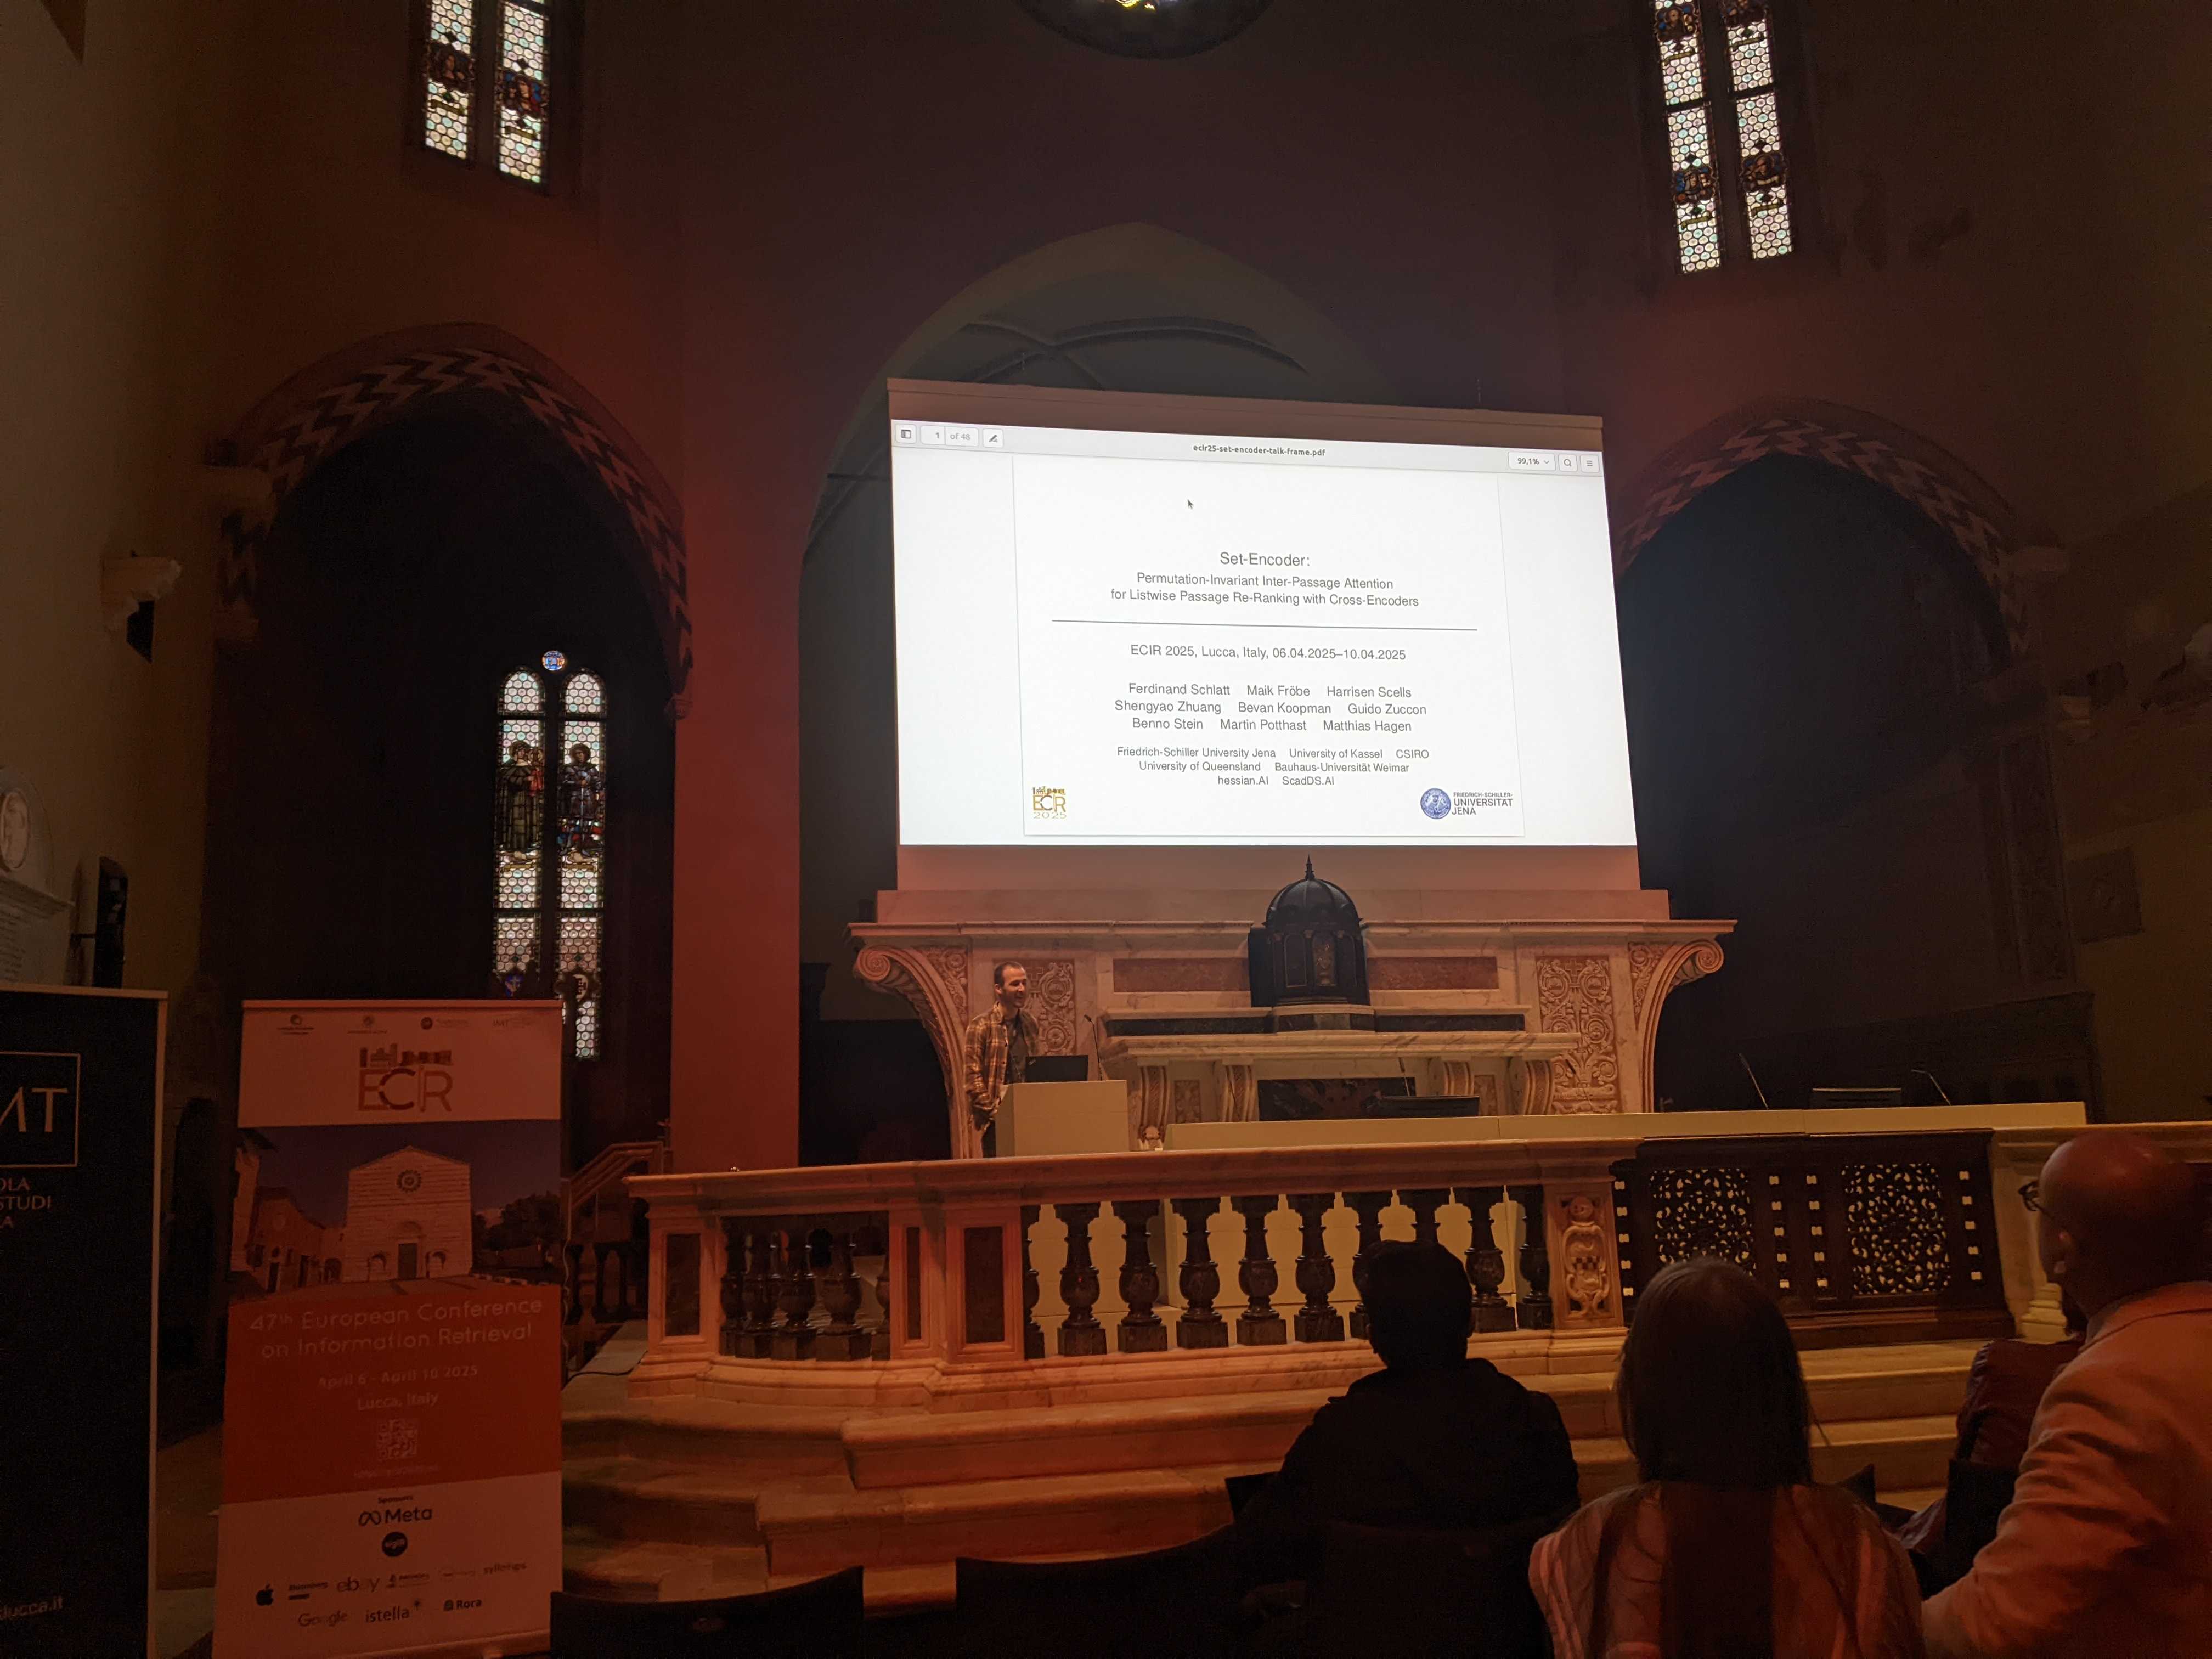 1 of 48
ecir25-set-encoder-talk-frame.pdf
99,1%
Set-Encoder:
Permutation-Invariant Inter-Passage Attention
for Listwise Passage Re-Ranking with Cross-Encoders
ECIR 2025, Lucca, Italy, 06.04.2025–10.04.2025
Ferdinand Schlatt Maik Fröbe Harrisen Scells
Shengyao Zhuang Bevan Koopman Guido Zuccon
Benno Stein Martin Potthast Matthias Hagen
Friedrich-Schiller University Jena University of Kassel CSIRO
University of Queensland Bauhaus-Universität Weimar
hessian.AI ScadDS.AI
ECIR
2025
FRIEDRICH-SCHILLER-
UNIVERSITÄT
JENA
ECIR
47th European Conference
on Information Retrieval
April 6 - April 10 2025
Lucca, Italy
Sponsors
Meta
ebay
Google istella Rora
STUDI